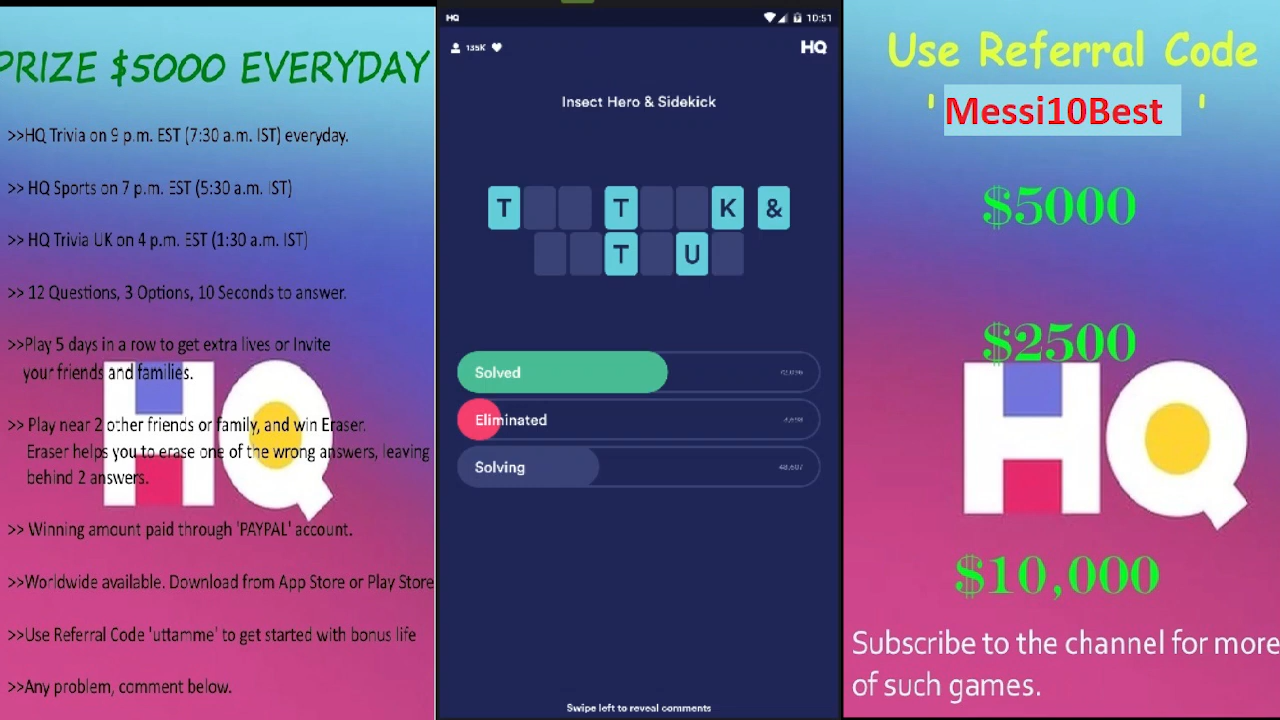 PRIZE $5000 EVERYDAY
>>HQ Trivia on 9 p.m. EST (7:30 a.m. IST) everyday.
>> HQ Sports on 7 p.m. EST (5:30 a.m. IST)
>> HQ Trivia UK on 4 p.m. EST (1:30 a.m. IST)
>> 12 Questions, 3 Options, 10 Seconds to answer.
>>Play 5 days in a row to get extra lives or Invite
your friends and families.
>> Play near 2 other friends or family, and win Eraser.
Eraser helps you to erase one of the wrong answers, leaving
behind 2 answers.
>> Winning amount paid through 'PAYPAL' account.
>>Worldwide available. Download from App Store or Play Store
>>Use Referral Code 'uttamme' to get started with bonus life
>>Any problem, comment below.
HQ
HQ 10:51
135K HQ
Insect Hero & Sidekick
T T K &
T U
Solved
Eliminated
Solving
Swipe left to reveal comments
Use Referral Code
' Messi10Best '
$5000
$2500
HQ
$10,000
Subscribe to the channel for more
of such games.